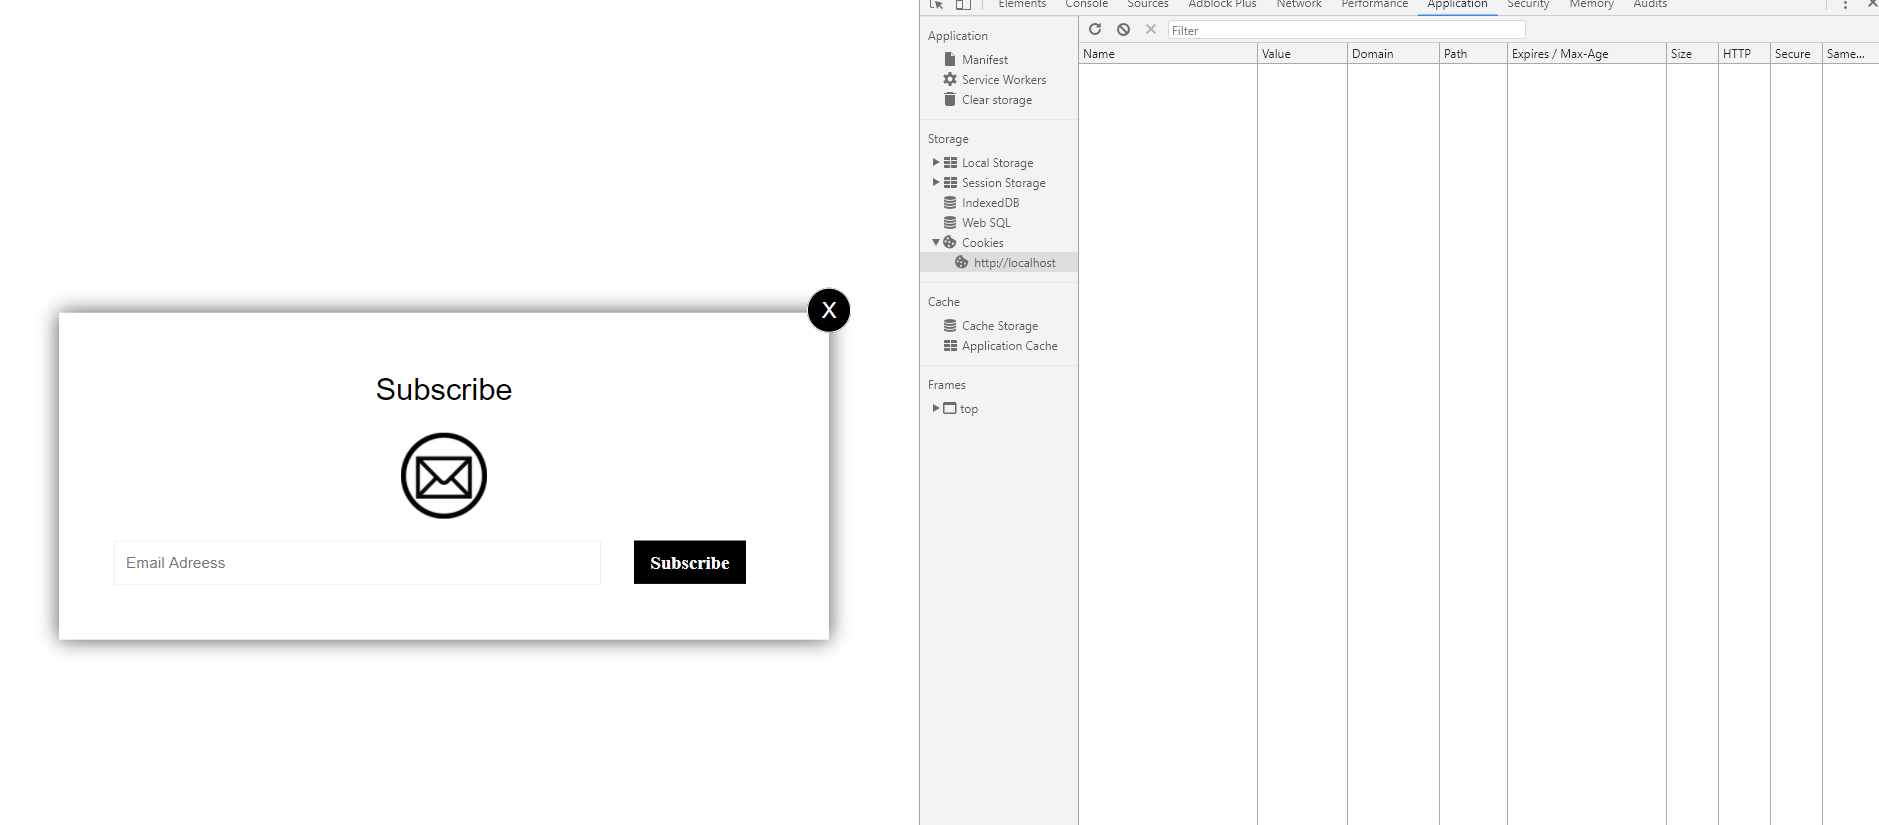 X
Subscribe
Email Adreess
Subscribe
Elements Console Sources Adblock Plus Network Performance Application Security Memory Audits
Filter
Name Value Domain Path Expires / Max-Age Size HTTP Secure Same...
Application
Manifest
Service Workers
Clear storage
Storage
Local Storage
Session Storage
IndexedDB
Web SQL
Cookies
http://localhost
Cache
Cache Storage
Application Cache
Frames
top